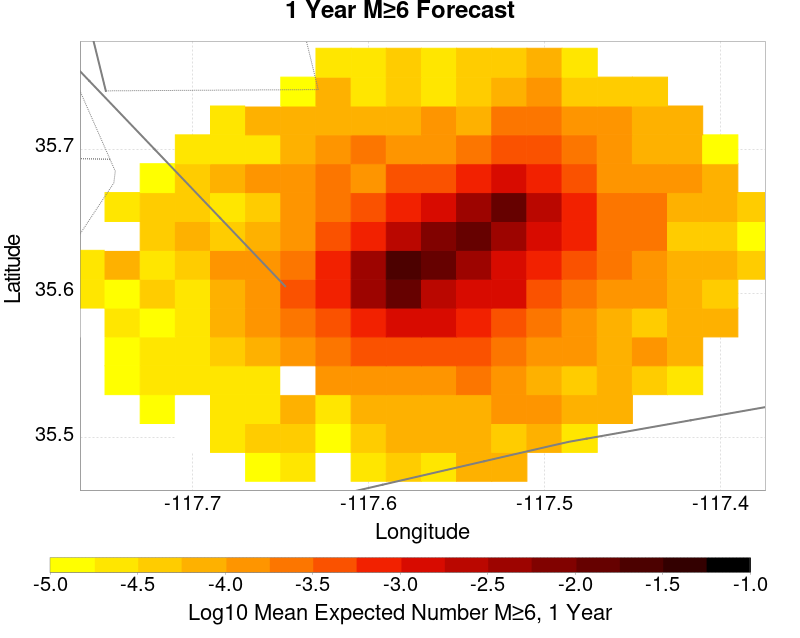 1 Year M≥6 Forecast
35.7
35.6
35.5
Latitude
-117.7 -117.6 -117.5 -117.4
Longitude
-5.0 -4.5 -4.0 -3.5 -3.0 -2.5 -2.0 -1.5 -1.0
Log10 Mean Expected Number M≥6, 1 Year